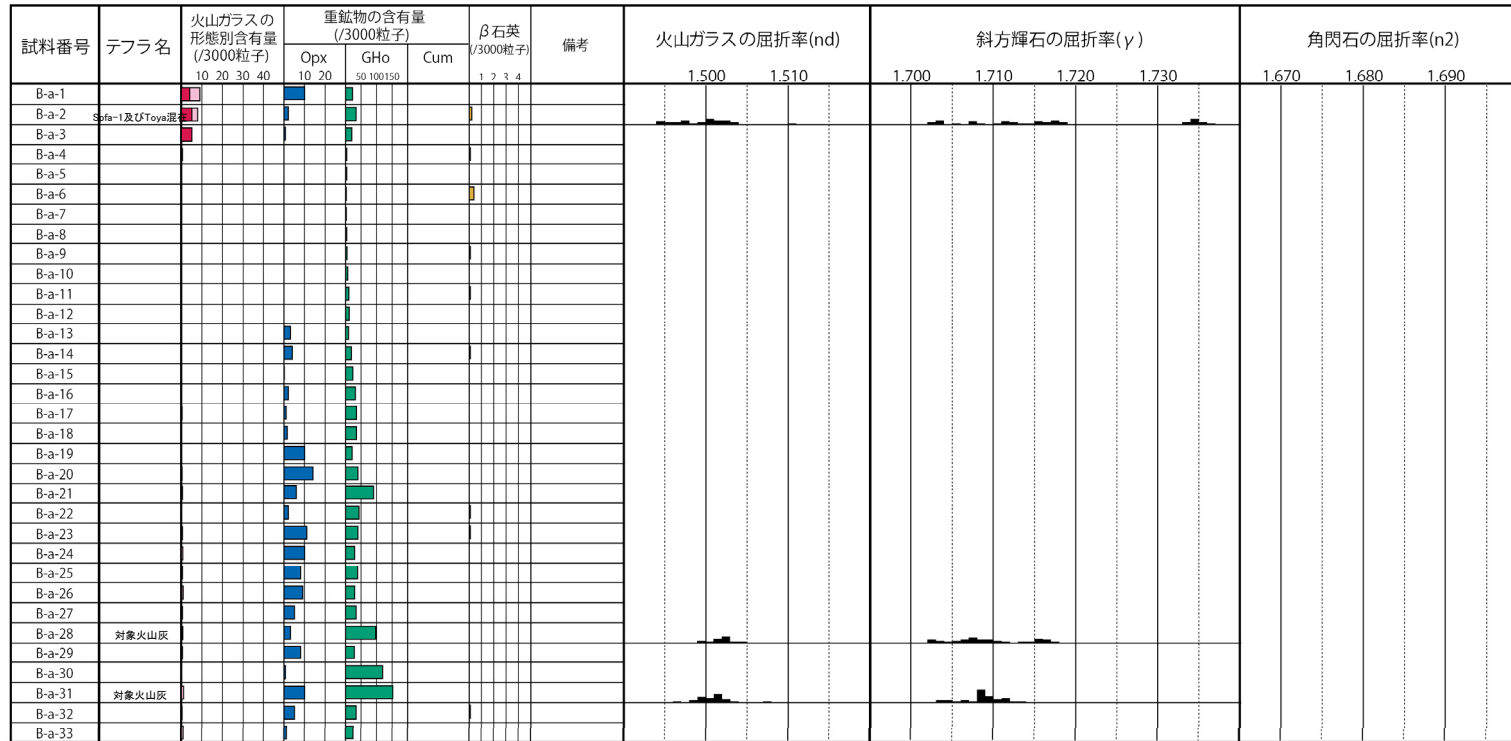 試料番号
テフラ名
火山ガラスの
形態別含有量
(/3000粒子)
10 20 30 40
重鉱物の含有量
(/3000粒子)
Opx
10 20
GHo
50 100 150
Cum
β石英
(/3000粒子)
1 2 3 4
備考
火山ガラスの屈折率(nd)
1.500 1.510
斜方輝石の屈折率(γ)
1.700 1.710 1.720 1.730
角閃石の屈折率(n2)
1.670 1.680 1.690
B-a-1
B-a-2 Spfa-1及びToya混在
B-a-3
B-a-4
B-a-5
B-a-6
B-a-7
B-a-8
B-a-9
B-a-10
B-a-11
B-a-12
B-a-13
B-a-14
B-a-15
B-a-16
B-a-17
B-a-18
B-a-19
B-a-20
B-a-21
B-a-22
B-a-23
B-a-24
B-a-25
B-a-26
B-a-27
B-a-28 対象火山灰
B-a-29
B-a-30
B-a-31 対象火山灰
B-a-32
B-a-33